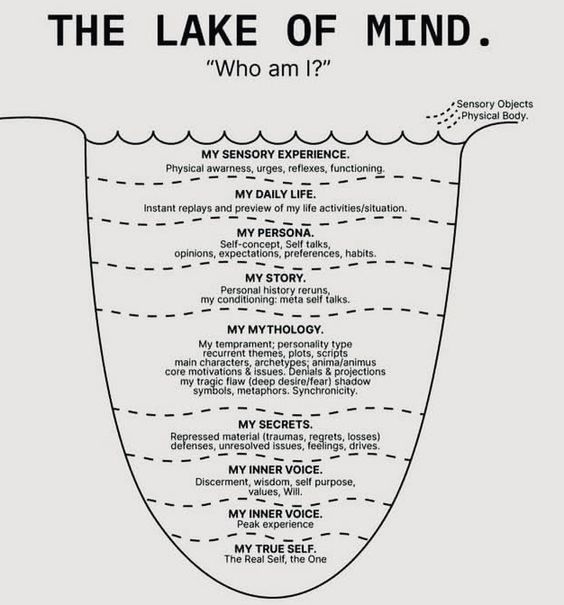 THE LAKE OF MIND.
“Who am I?”
Sensory Objects
Physical Body.
MY SENSORY EXPERIENCE.
Physical awarness, urges, reflexes, functioning.
MY DAILY LIFE.
Instant replays and preview of my life activities/situation.
MY PERSONA.
Self-concept, Self talks,
opinions, expectations, preferences, habits.
MY STORY.
Personal history reruns,
my conditioning: meta self talks.
MY MYTHOLOGY.
My temprament; personality type
recurrent themes, plots, scripts
main characters, archetypes; anima/animus
core motivations & issues. Denials & projections
my tragic flaw (deep desire/fear) shadow
symbols, metaphors. Synchronicity.
MY SECRETS.
Repressed material (traumas, regrets, losses)
defenses, unresolved issues, feelings, drives.
MY INNER VOICE.
Discerment, wisdom, self purpose,
values, Will.
MY INNER VOICE.
Peak experience
MY TRUE SELF.
The Real Self, the One